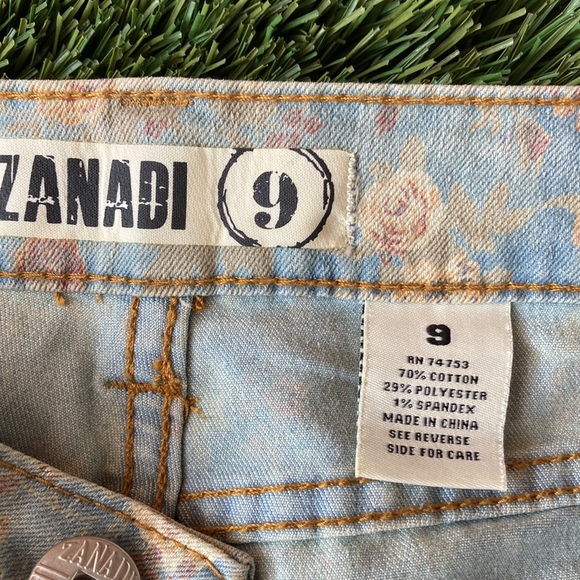 ZANADI 9
9
RN 74753
70% COTTON
29% POLYESTER
1% SPANDEX
MADE IN CHINA
SEE REVERSE
SIDE FOR CARE
ZANADI